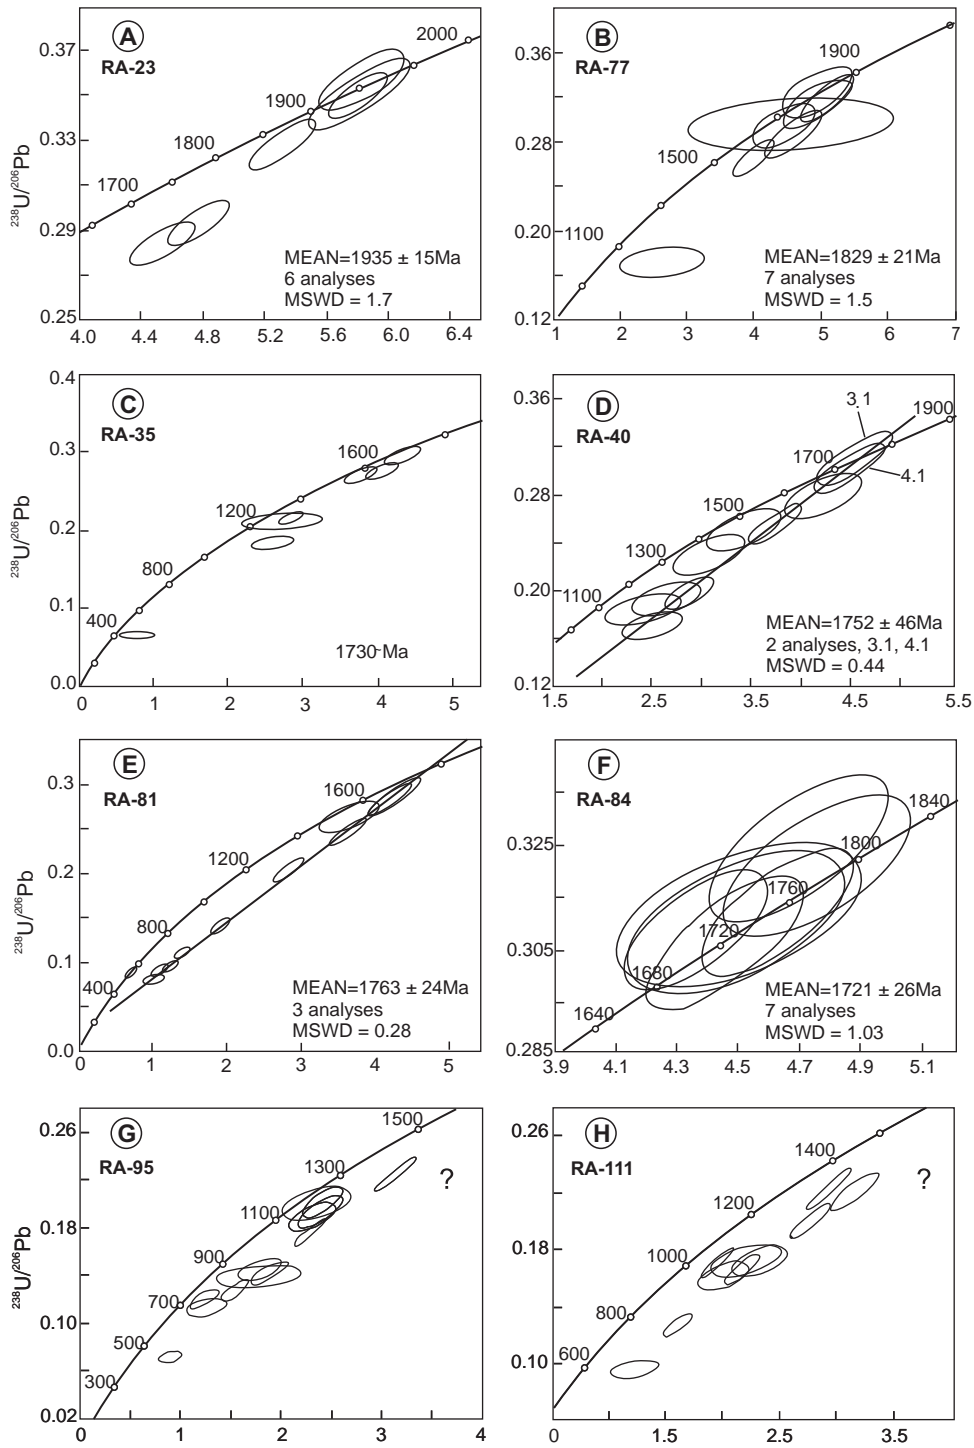 A
RA-23
²³⁸U/²⁰⁶Pb
0.37
0.33
0.29
0.25
1700
1800
1900
2000
MEAN=1935 ± 15Ma
6 analyses
MSWD = 1.7
4.0 4.4 4.8 5.2 5.6 6.0 6.4
B
RA-77
0.36
0.28
0.20
0.12
1100
1500
1900
MEAN=1829 ± 21Ma
7 analyses
MSWD = 1.5
1 2 3 4 5 6 7
C
RA-35
²³⁸U/²⁰⁶Pb
0.4
0.3
0.2
0.1
0.0
400
800
1200
1600
1730-Ma
0 1 2 3 4 5
D
RA-40
0.36
0.28
0.20
0.12
1100
1300
1500
1700
1900
3.1
4.1
MEAN=1752 ± 46Ma
2 analyses, 3.1, 4.1
MSWD = 0.44
1.5 2.5 3.5 4.5 5.5
E
RA-81
²³⁸U/²⁰⁶Pb
0.3
0.2
0.1
0.0
400
800
1200
1600
MEAN=1763 ± 24Ma
3 analyses
MSWD = 0.28
0 1 2 3 4 5
F
RA-84
0.325
0.305
0.285
1640
1680
1720
1760
1800
1840
MEAN=1721 ± 26Ma
7 analyses
MSWD = 1.03
3.9 4.1 4.3 4.5 4.7 4.9 5.1
G
RA-95
²³⁸U/²⁰⁶Pb
0.26
0.18
0.10
0.02
300
500
700
900
1100
1300
1500
?
0 1 2 3 4
H
RA-111
0.26
0.18
0.10
600
800
1000
1200
1400
?
0 1.5 2.5 3.5